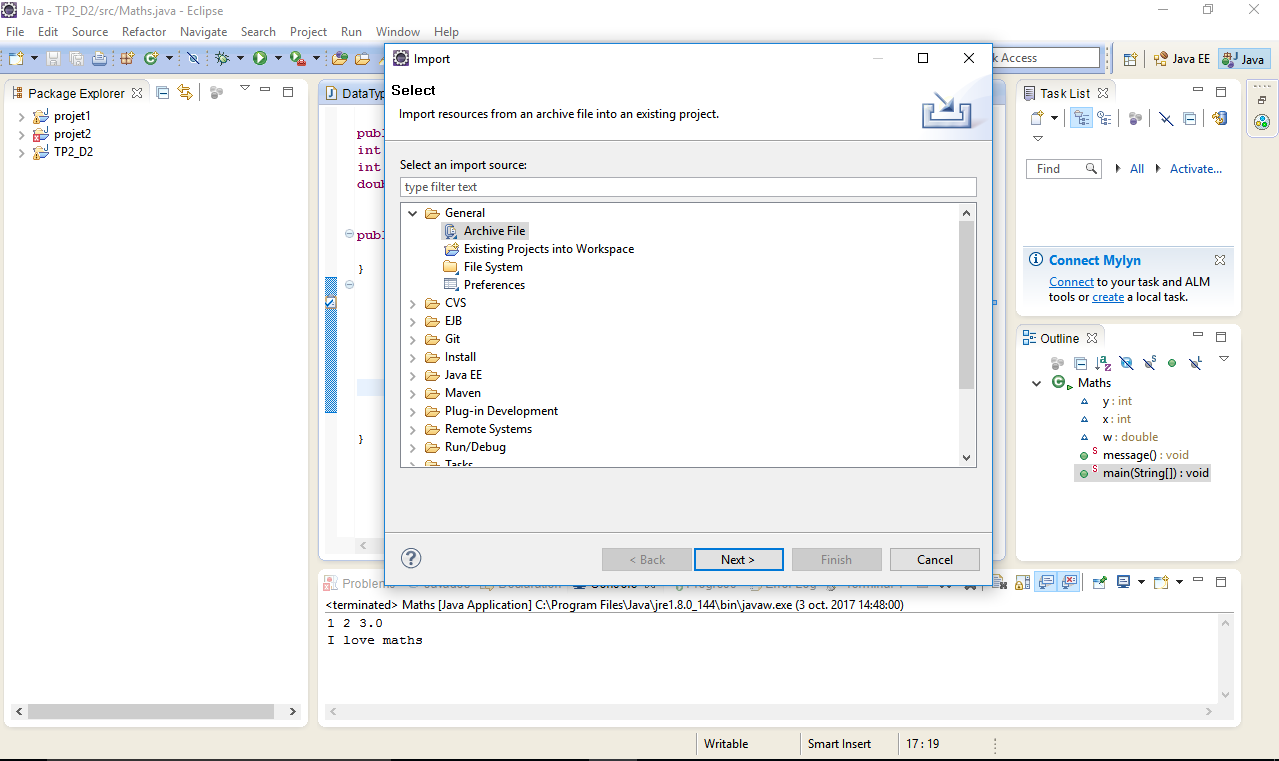 Java - TP2_D2/src/Maths.java - Eclipse
File Edit Source Refactor Navigate Search Project Run Window Help
Access Java EE Java
Package Explorer
projet1
projet2
TP2_D2
DataTyp
publ
int
int
doub
publ
}
}
Import
Select
Import resources from an archive file into an existing project.
Select an import source:
type filter text
General
Archive File
Existing Projects into Workspace
File System
Preferences
CVS
EJB
Git
Install
Java EE
Maven
Plug-in Development
Remote Systems
Run/Debug
Tasks
< Back Next > Finish Cancel
Task List
Find All Activate...
Connect Mylyn
Connect to your task and ALM
tools or create a local task.
Outline
Maths
y : int
x : int
w : double
message() : void
main(String[]) : void
Problems
<terminated> Maths [Java Application] C:\Program Files\Java\jre1.8.0_144\bin\javaw.exe (3 oct. 2017 14:48:00)
1 2 3.0
I love maths
Writable Smart Insert 17 : 19